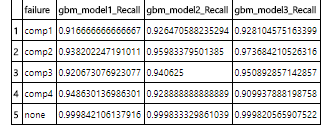 failure gbm_model1_Recall gbm_model2_Recall gbm_model3_Recall
1 comp1 0.916666666666667 0.926470588235294 0.928104575163399
2 comp2 0.938202247191011 0.95983379501385 0.973684210526316
3 comp3 0.920673076923077 0.940625 0.950892857142857
4 comp4 0.948630136986301 0.928888888888889 0.909937888198758
5 none 0.999842106137916 0.999833329861039 0.999820565907522